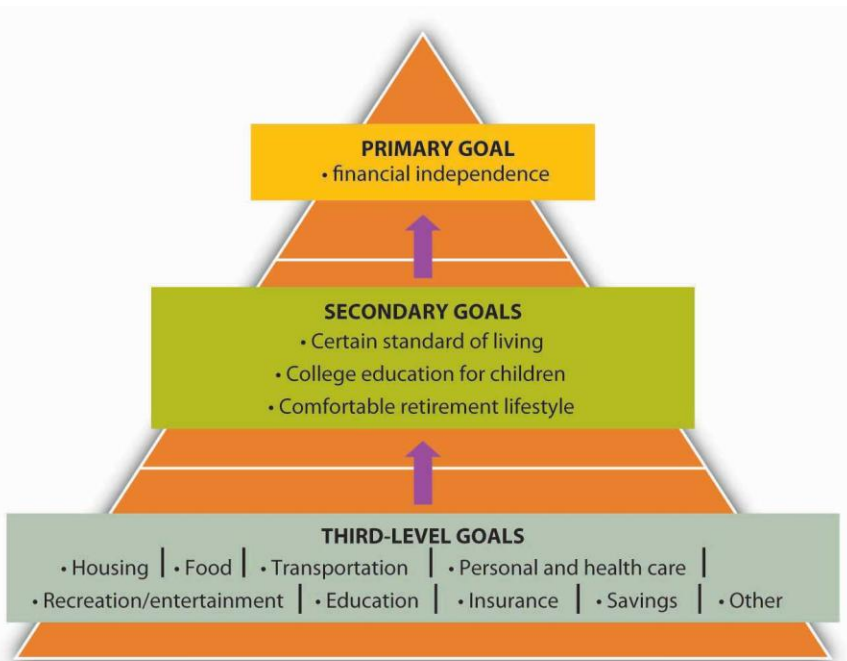 PRIMARY GOAL
• financial independence
SECONDARY GOALS
• Certain standard of living
• College education for children
• Comfortable retirement lifestyle
THIRD-LEVEL GOALS
• Housing | • Food | • Transportation | • Personal and health care |
• Recreation/entertainment | • Education | • Insurance | • Savings | • Other